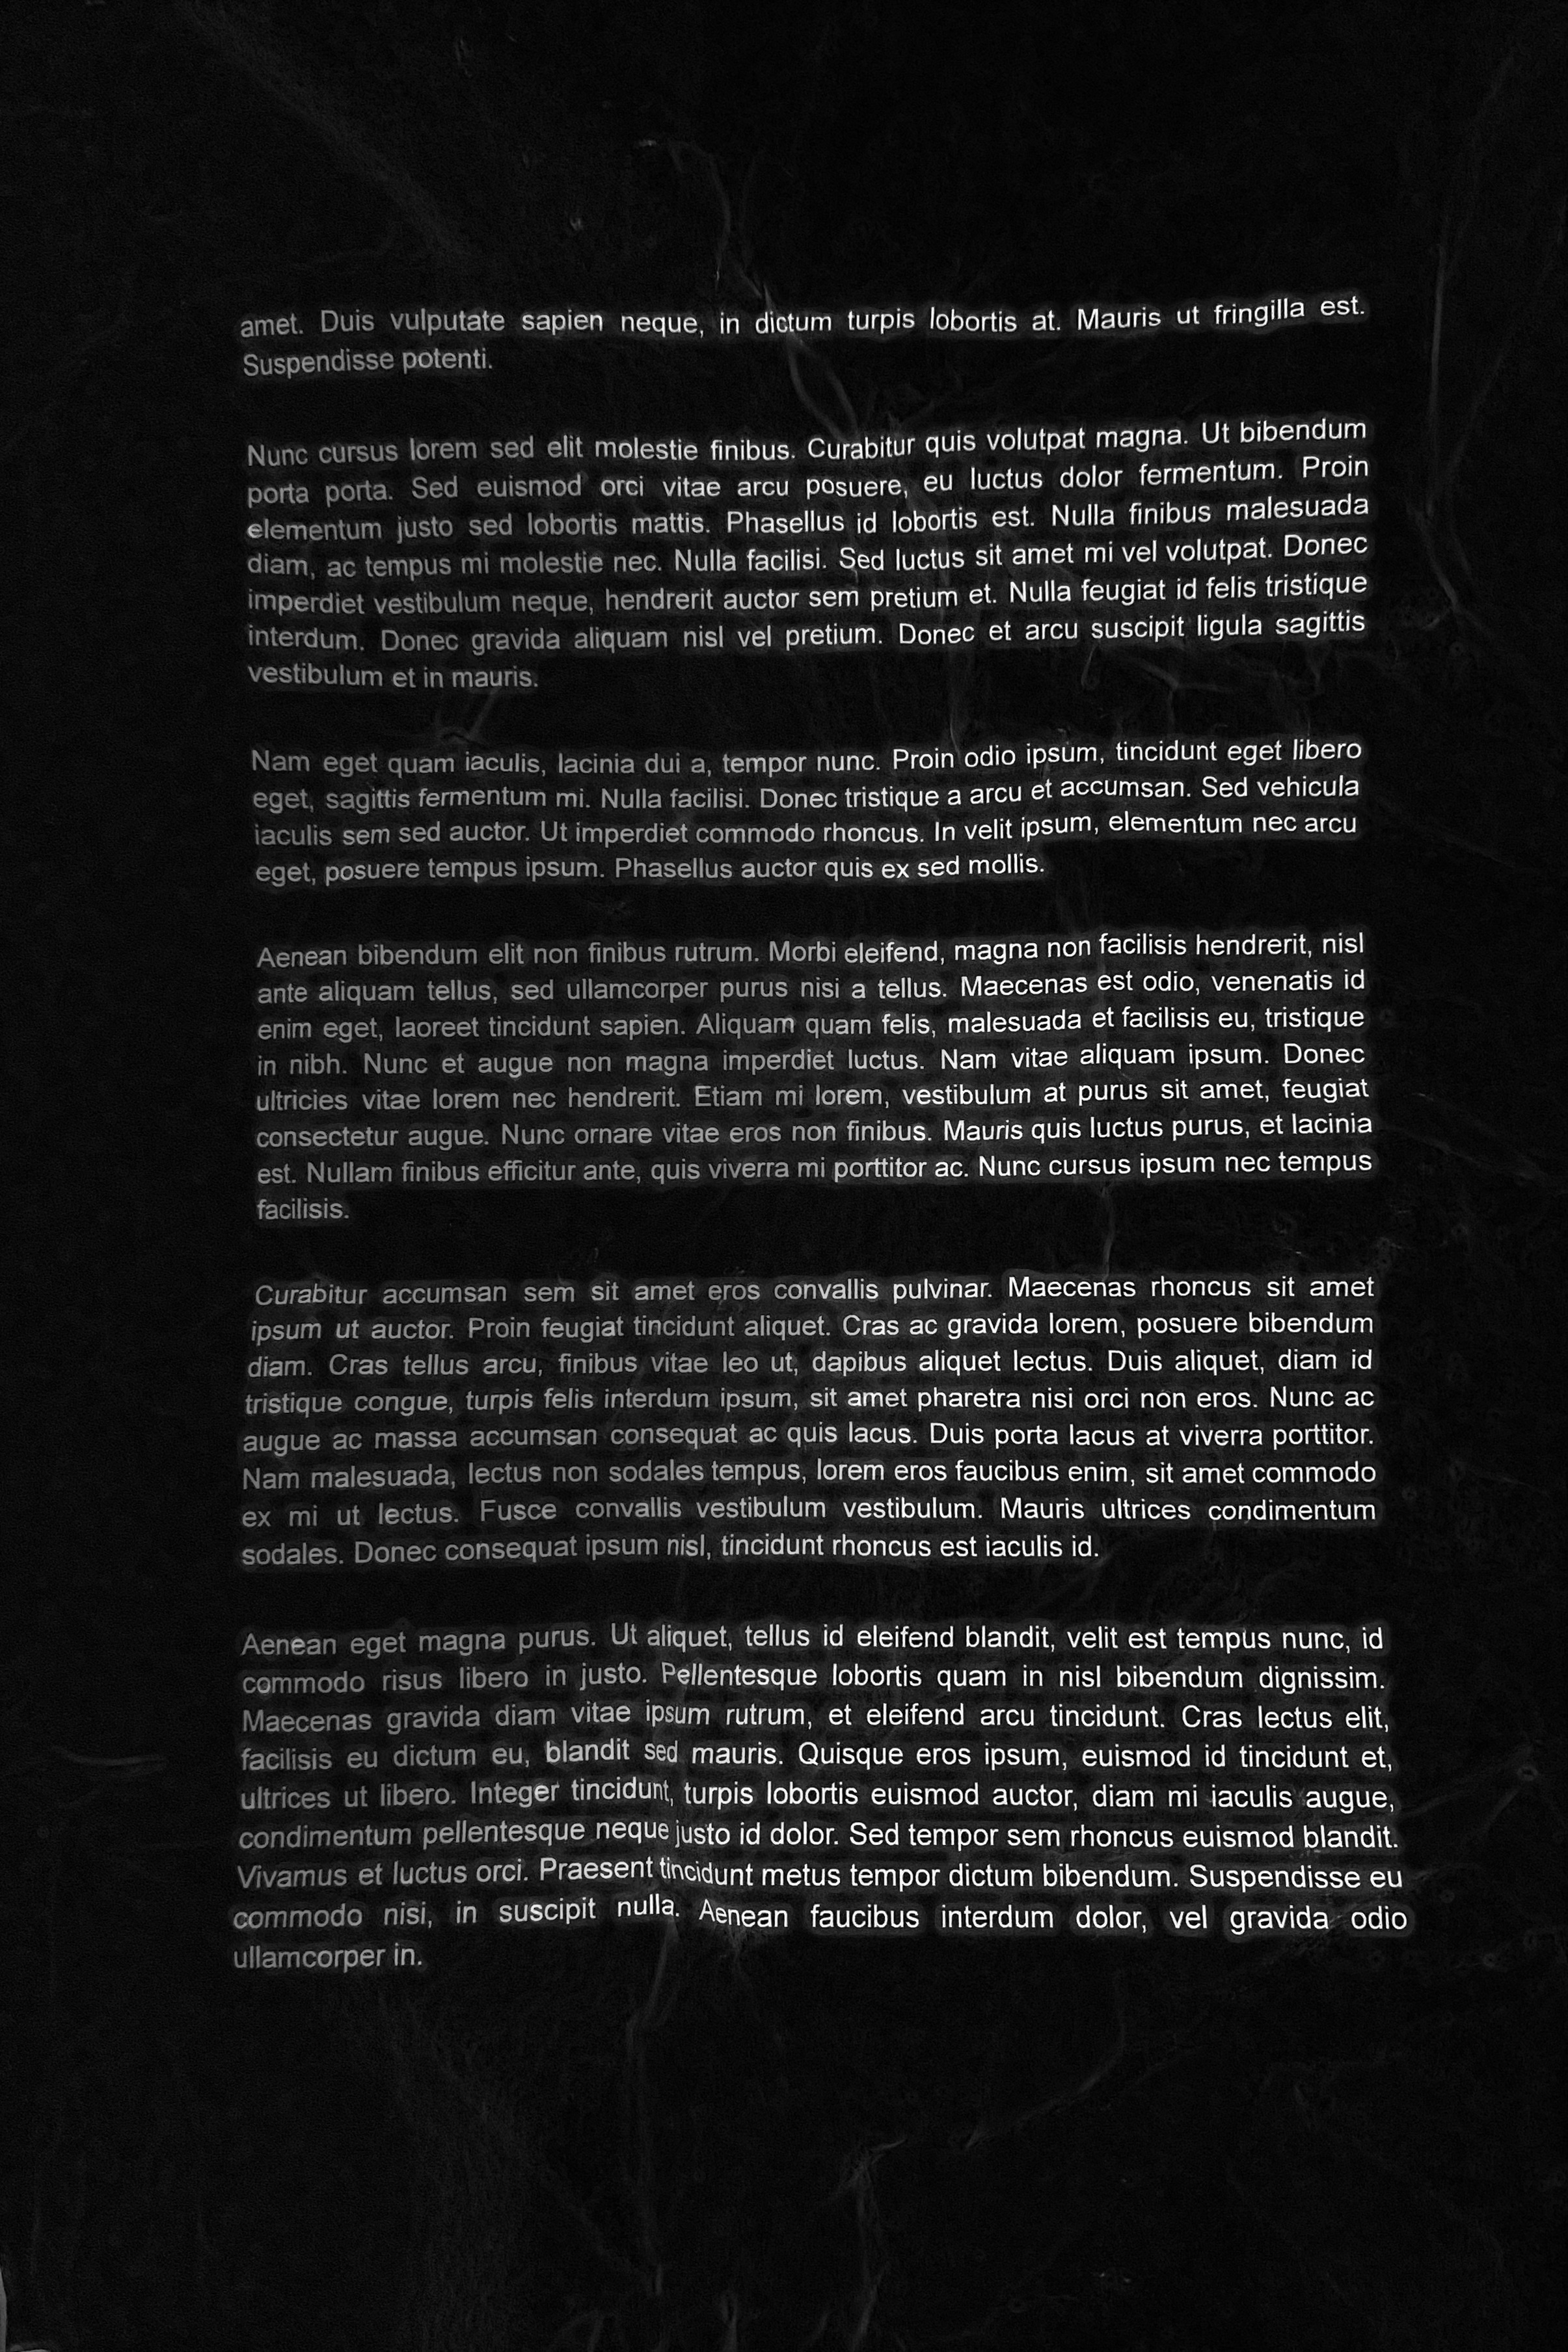 amet. Duis vulputate sapien neque, in dictum turpis lobortis at. Mauris ut fringilla est.
Suspendisse potenti.
Nunc cursus lorem sed elit molestie finibus. Curabitur quis volutpat magna. Ut bibendum
porta porta. Sed euismod orci vitae arcu posuere, eu luctus dolor fermentum. Proin
elementum justo sed lobortis mattis. Phasellus id lobortis est. Nulla finibus malesuada
diam, ac tempus mi molestie nec. Nulla facilisi. Sed luctus sit amet mi vel volutpat. Donec
imperdiet vestibulum neque, hendrerit auctor sem pretium et. Nulla feugiat id felis tristique
interdum. Donec gravida aliquam nisl vel pretium. Donec et arcu suscipit ligula sagittis
vestibulum et in mauris.
Nam eget quam iaculis, lacinia dui a, tempor nunc. Proin odio ipsum, tincidunt eget libero
eget, sagittis fermentum mi. Nulla facilisi. Donec tristique a arcu et accumsan. Sed vehicula
iaculis sem sed auctor. Ut imperdiet commodo rhoncus. In velit ipsum, elementum nec arcu
eget, posuere tempus ipsum. Phasellus auctor quis ex sed mollis.
Aenean bibendum elit non finibus rutrum. Morbi eleifend, magna non facilisis hendrerit, nisl
ante aliquam tellus, sed ullamcorper purus nisi a tellus. Maecenas est odio, venenatis id
enim eget, laoreet tincidunt sapien. Aliquam quam felis, malesuada et facilisis eu, tristique
in nibh. Nunc et augue non magna imperdiet luctus. Nam vitae aliquam ipsum. Donec
ultricies vitae lorem nec hendrerit. Etiam mi lorem, vestibulum at purus sit amet, feugiat
consectetur augue. Nunc ornare vitae eros non finibus. Mauris quis luctus purus, et lacinia
est. Nullam finibus efficitur ante, quis viverra mi porttitor ac. Nunc cursus ipsum nec tempus
facilisis.
Curabitur accumsan sem sit amet eros convallis pulvinar. Maecenas rhoncus sit amet
ipsum ut auctor. Proin feugiat tincidunt aliquet. Cras ac gravida lorem, posuere bibendum
diam. Cras tellus arcu, finibus vitae leo ut, dapibus aliquet lectus. Duis aliquet, diam id
tristique congue, turpis felis interdum ipsum, sit amet pharetra nisi orci non eros. Nunc ac
augue ac massa accumsan consequat ac quis lacus. Duis porta lacus at viverra porttitor.
Nam malesuada, lectus non sodales tempus, lorem eros faucibus enim, sit amet commodo
ex mi ut lectus. Fusce convallis vestibulum vestibulum. Mauris ultrices condimentum
sodales. Donec consequat ipsum nisl, tincidunt rhoncus est iaculis id.
Aenean eget magna purus. Ut aliquet, tellus id eleifend blandit, velit est tempus nunc, id
commodo risus libero in justo. Pellentesque lobortis quam in nisl bibendum dignissim.
Maecenas gravida diam vitae ipsum rutrum, et eleifend arcu tincidunt. Cras lectus elit,
facilisis eu dictum eu, blandit sed mauris. Quisque eros ipsum, euismod id tincidunt et,
ultrices ut libero. Integer tincidunt, turpis lobortis euismod auctor, diam mi iaculis augue,
condimentum pellentesque neque justo id dolor. Sed tempor sem rhoncus euismod blandit.
Vivamus et luctus orci. Praesent tincidunt metus tempor dictum bibendum. Suspendisse eu
commodo nisi, in suscipit nulla. Aenean faucibus interdum dolor, vel gravida odio
ullamcorper in.